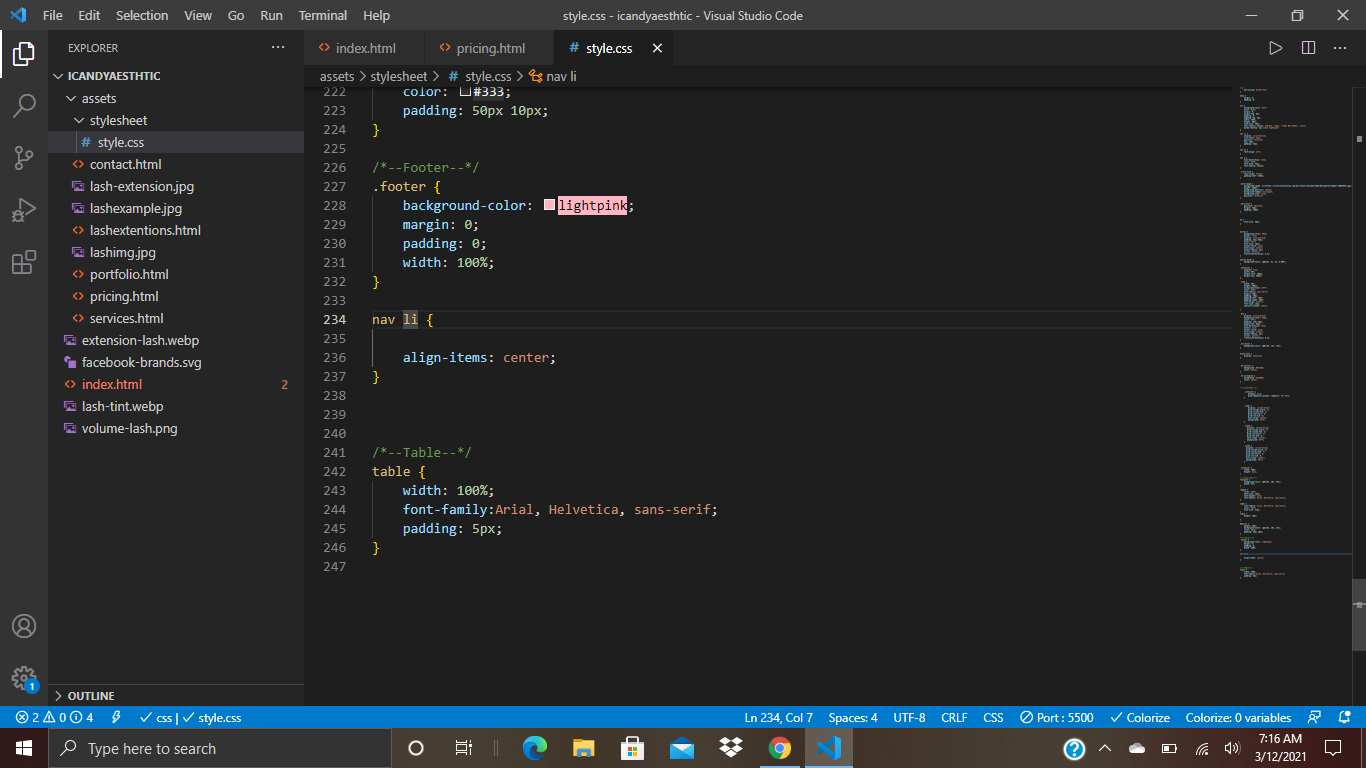 File Edit Selection View Go Run Terminal Help
style.css - icandyaesthtic - Visual Studio Code
EXPLORER
ICANDYAESTHTIC
assets
stylesheet
# style.css
contact.html
lash-extension.jpg
lashexample.jpg
lashextentions.html
lashimg.jpg
portfolio.html
pricing.html
services.html
extension-lash.webp
facebook-brands.svg
index.html 2
lash-tint.webp
volume-lash.png
OUTLINE
index.html pricing.html # style.css
assets > stylesheet > # style.css > nav li
222 color: #333;
223 padding: 50px 10px;
224 }
225
226 /*--Footer--*/
227 .footer {
228 background-color: lightpink;
229 margin: 0;
230 padding: 0;
231 width: 100%;
232 }
233
234 nav li {
235
236 align-items: center;
237 }
238
239
240
241 /*--Table--*/
242 table {
243 width: 100%;
244 font-family:Arial, Helvetica, sans-serif;
245 padding: 5px;
246 }
247
1
2 0 4 css | style.css
Ln 234, Col 7 Spaces: 4 UTF-8 CRLF CSS Port : 5500 Colorize Colorize: 0 variables
Type here to search
7:16 AM
3/12/2021